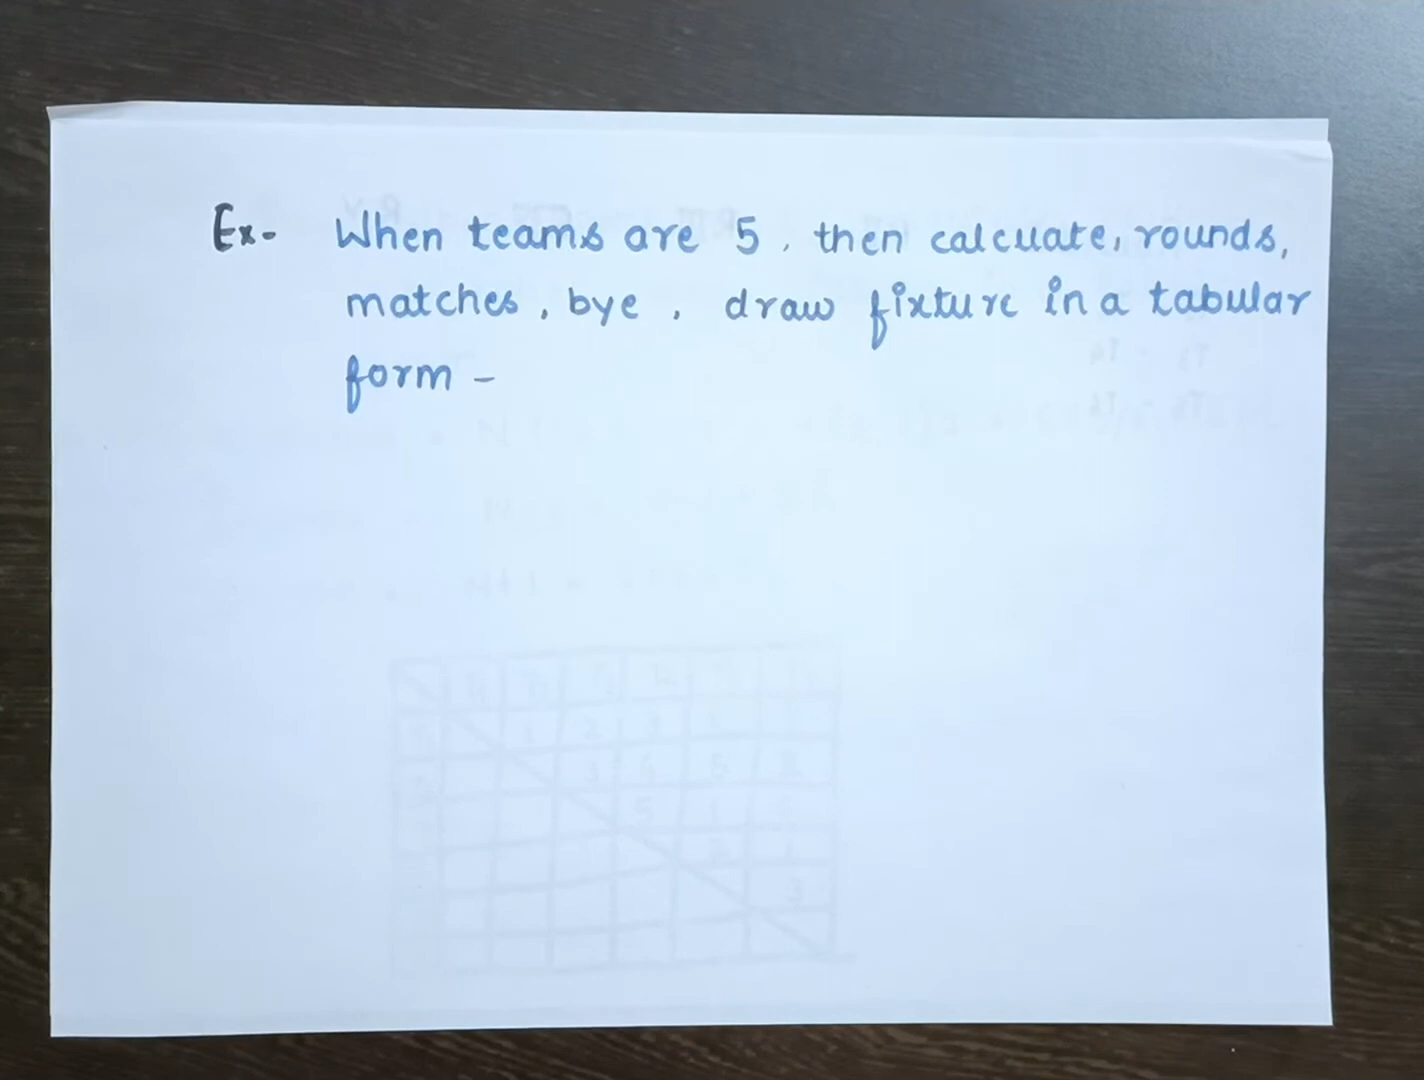 Ex- When teams are 5, then calcuate, rounds,
matches, bye, draw fixture in a tabular
form -